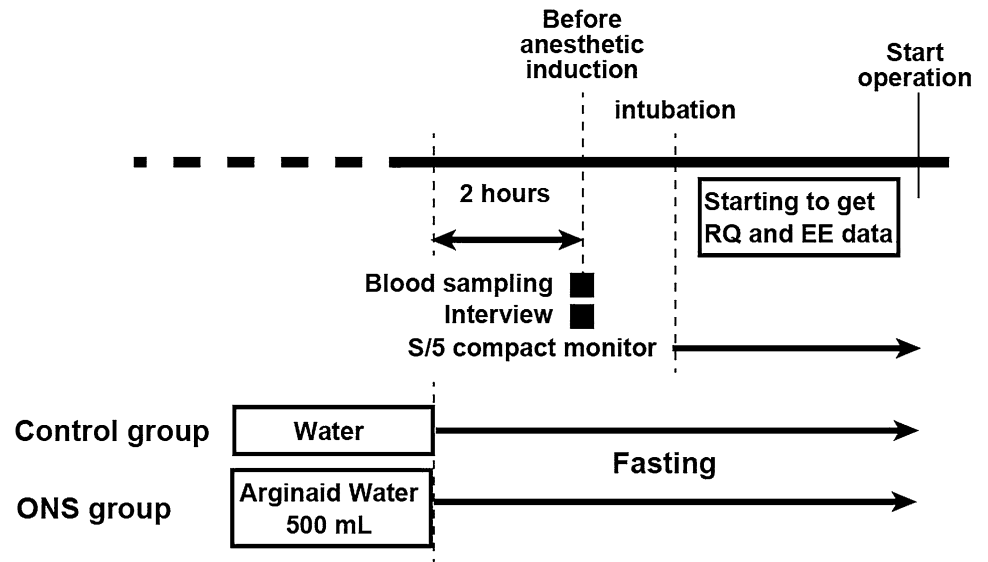 Before
anesthetic
induction
Start
operation
intubation
2 hours
Starting to get
RQ and EE data
Blood sampling
Interview
S/5 compact monitor
Control group
Water
Fasting
ONS group
Arginaid Water
500 mL